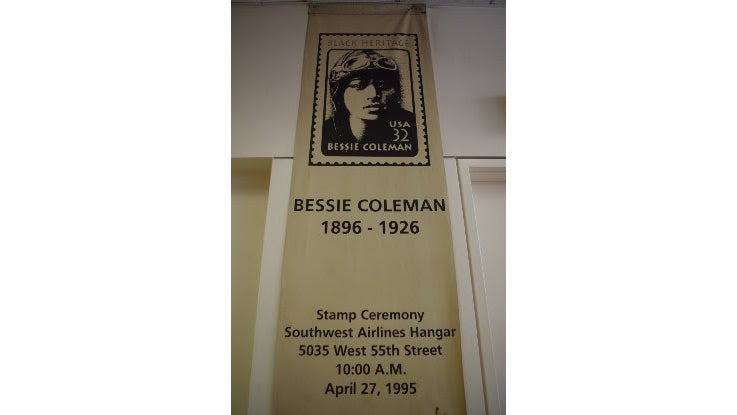 BLACK HERITAGE
USA
32
BESSIE COLEMAN
BESSIE COLEMAN
1896 - 1926
Stamp Ceremony
Southwest Airlines Hangar
5035 West 55th Street
10:00 A.M.
April 27, 1995